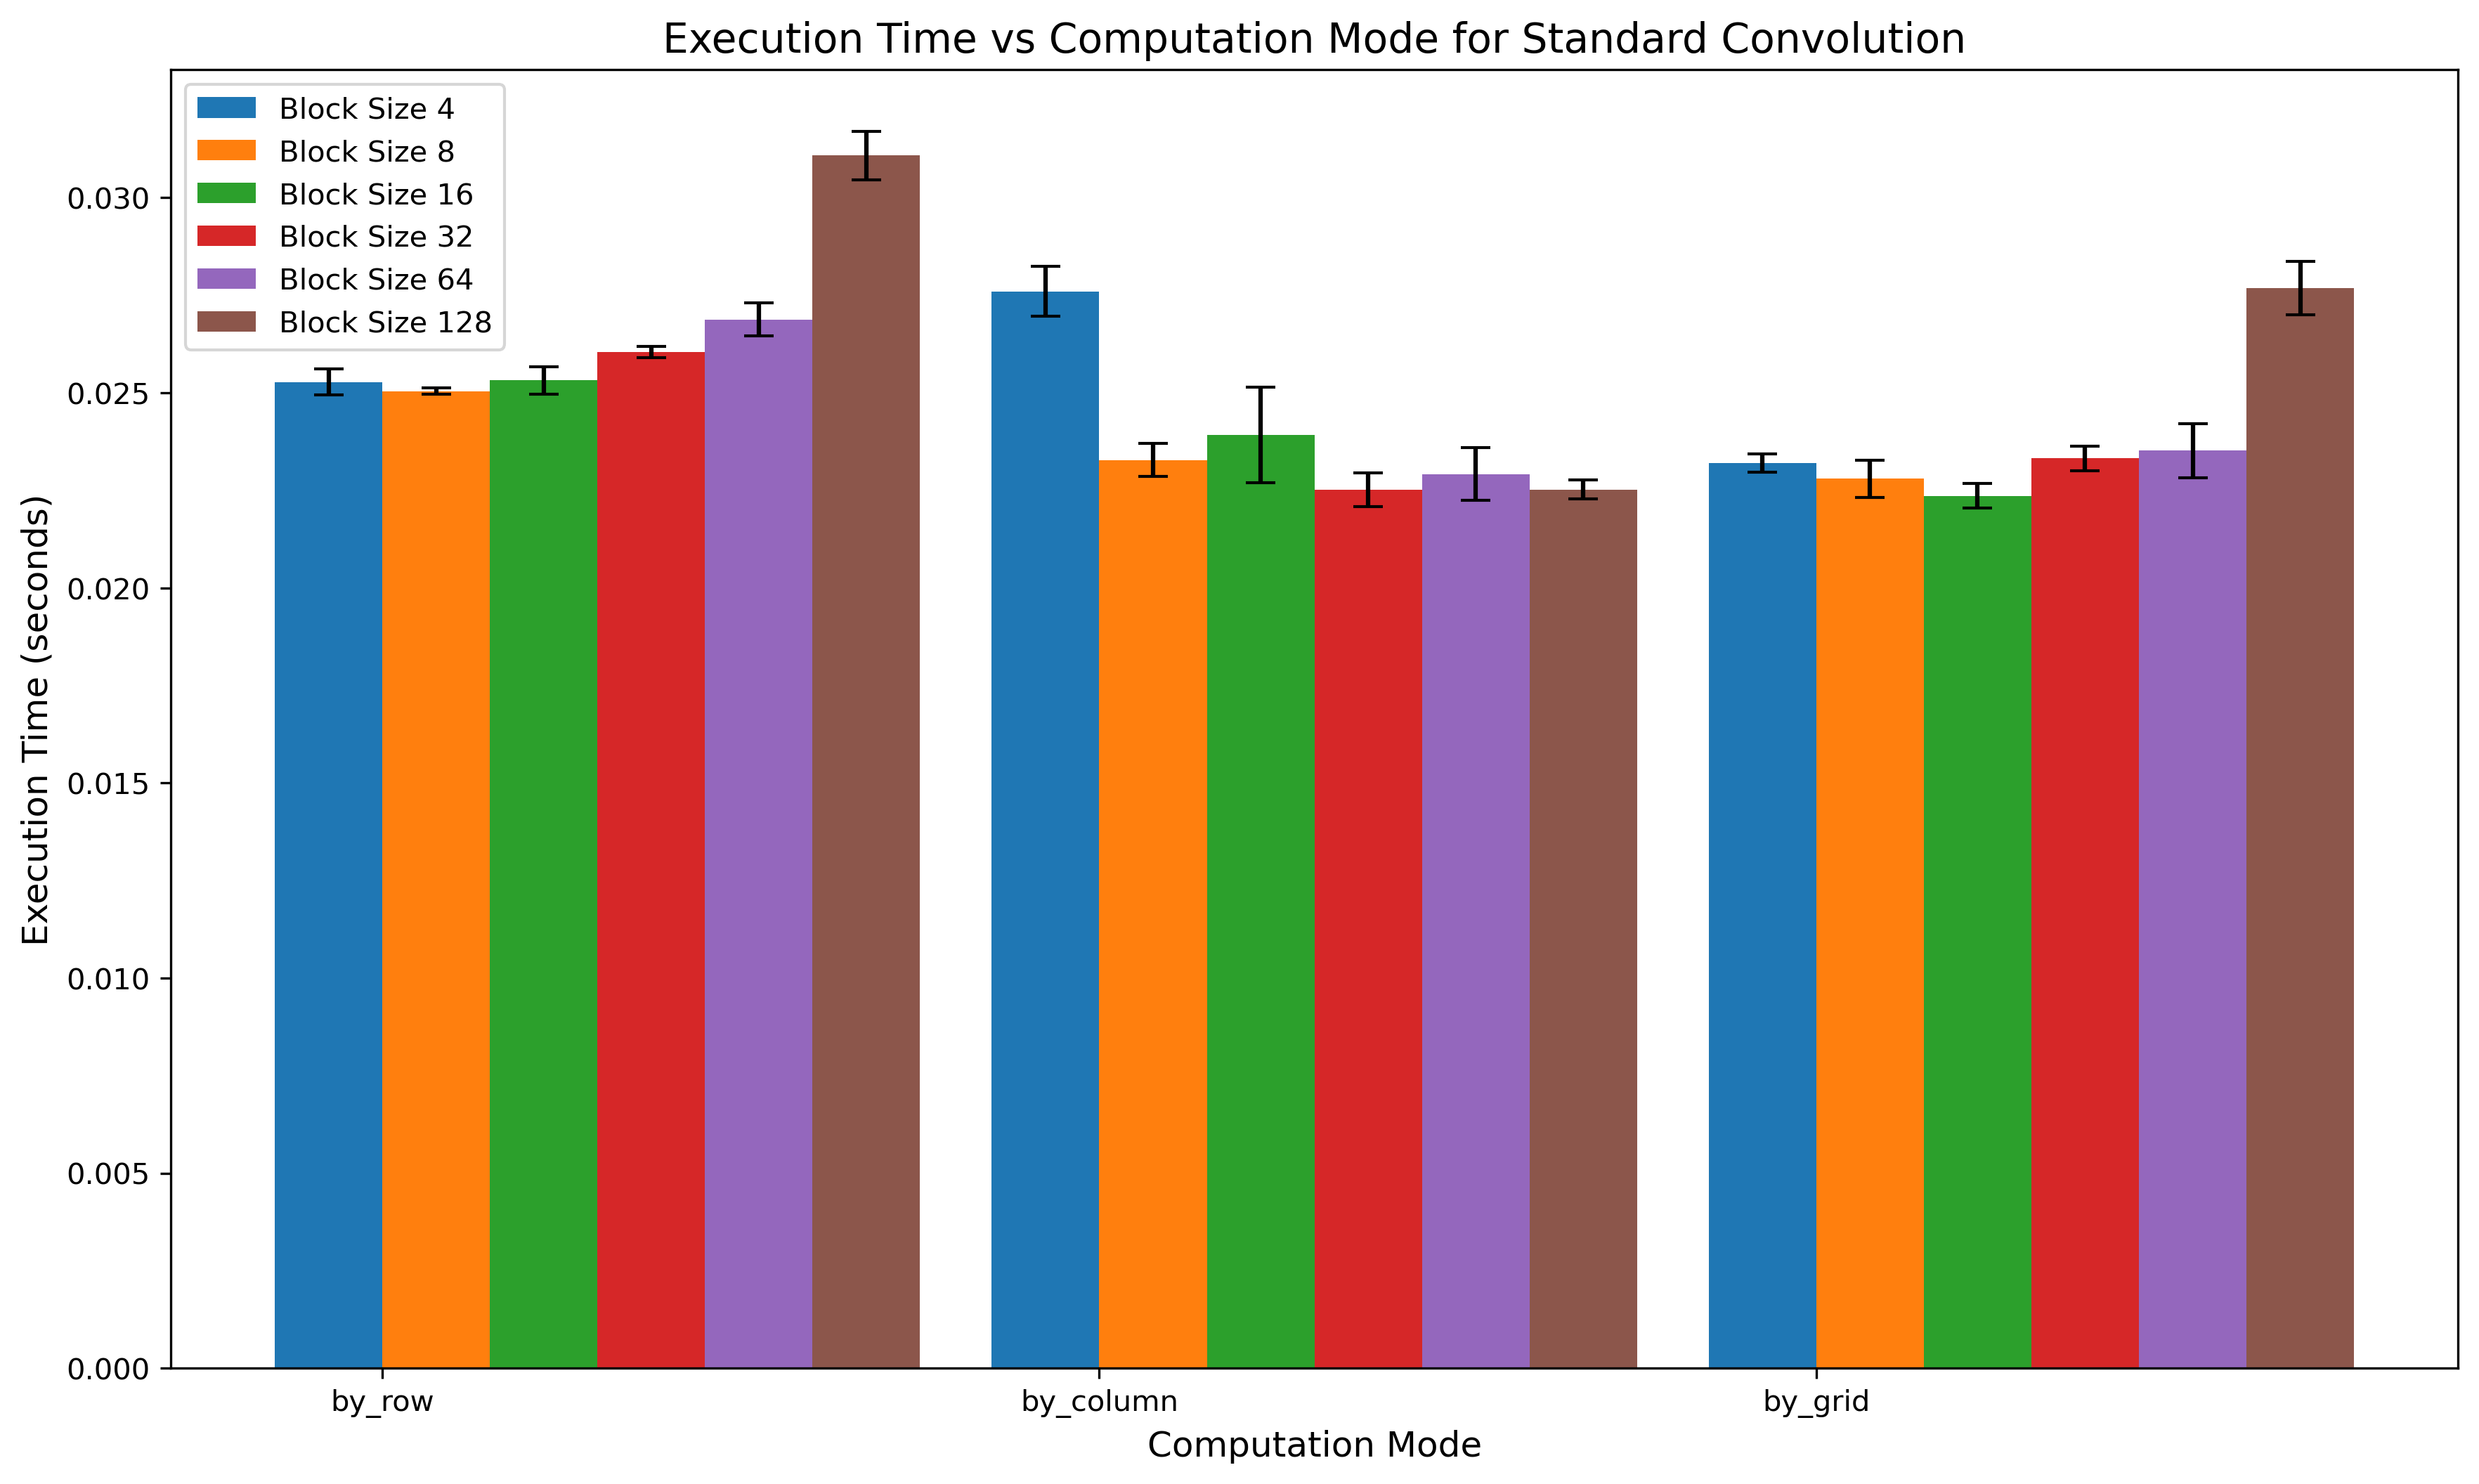 Execution Time vs Computation Mode for Standard Convolution
Block Size 4
Block Size 8
Block Size 16
Block Size 32
Block Size 64
Block Size 128
Execution Time (seconds)
0.030
0.025
0.020
0.015
0.010
0.005
0.000
by_row
by_column
by_grid
Computation Mode